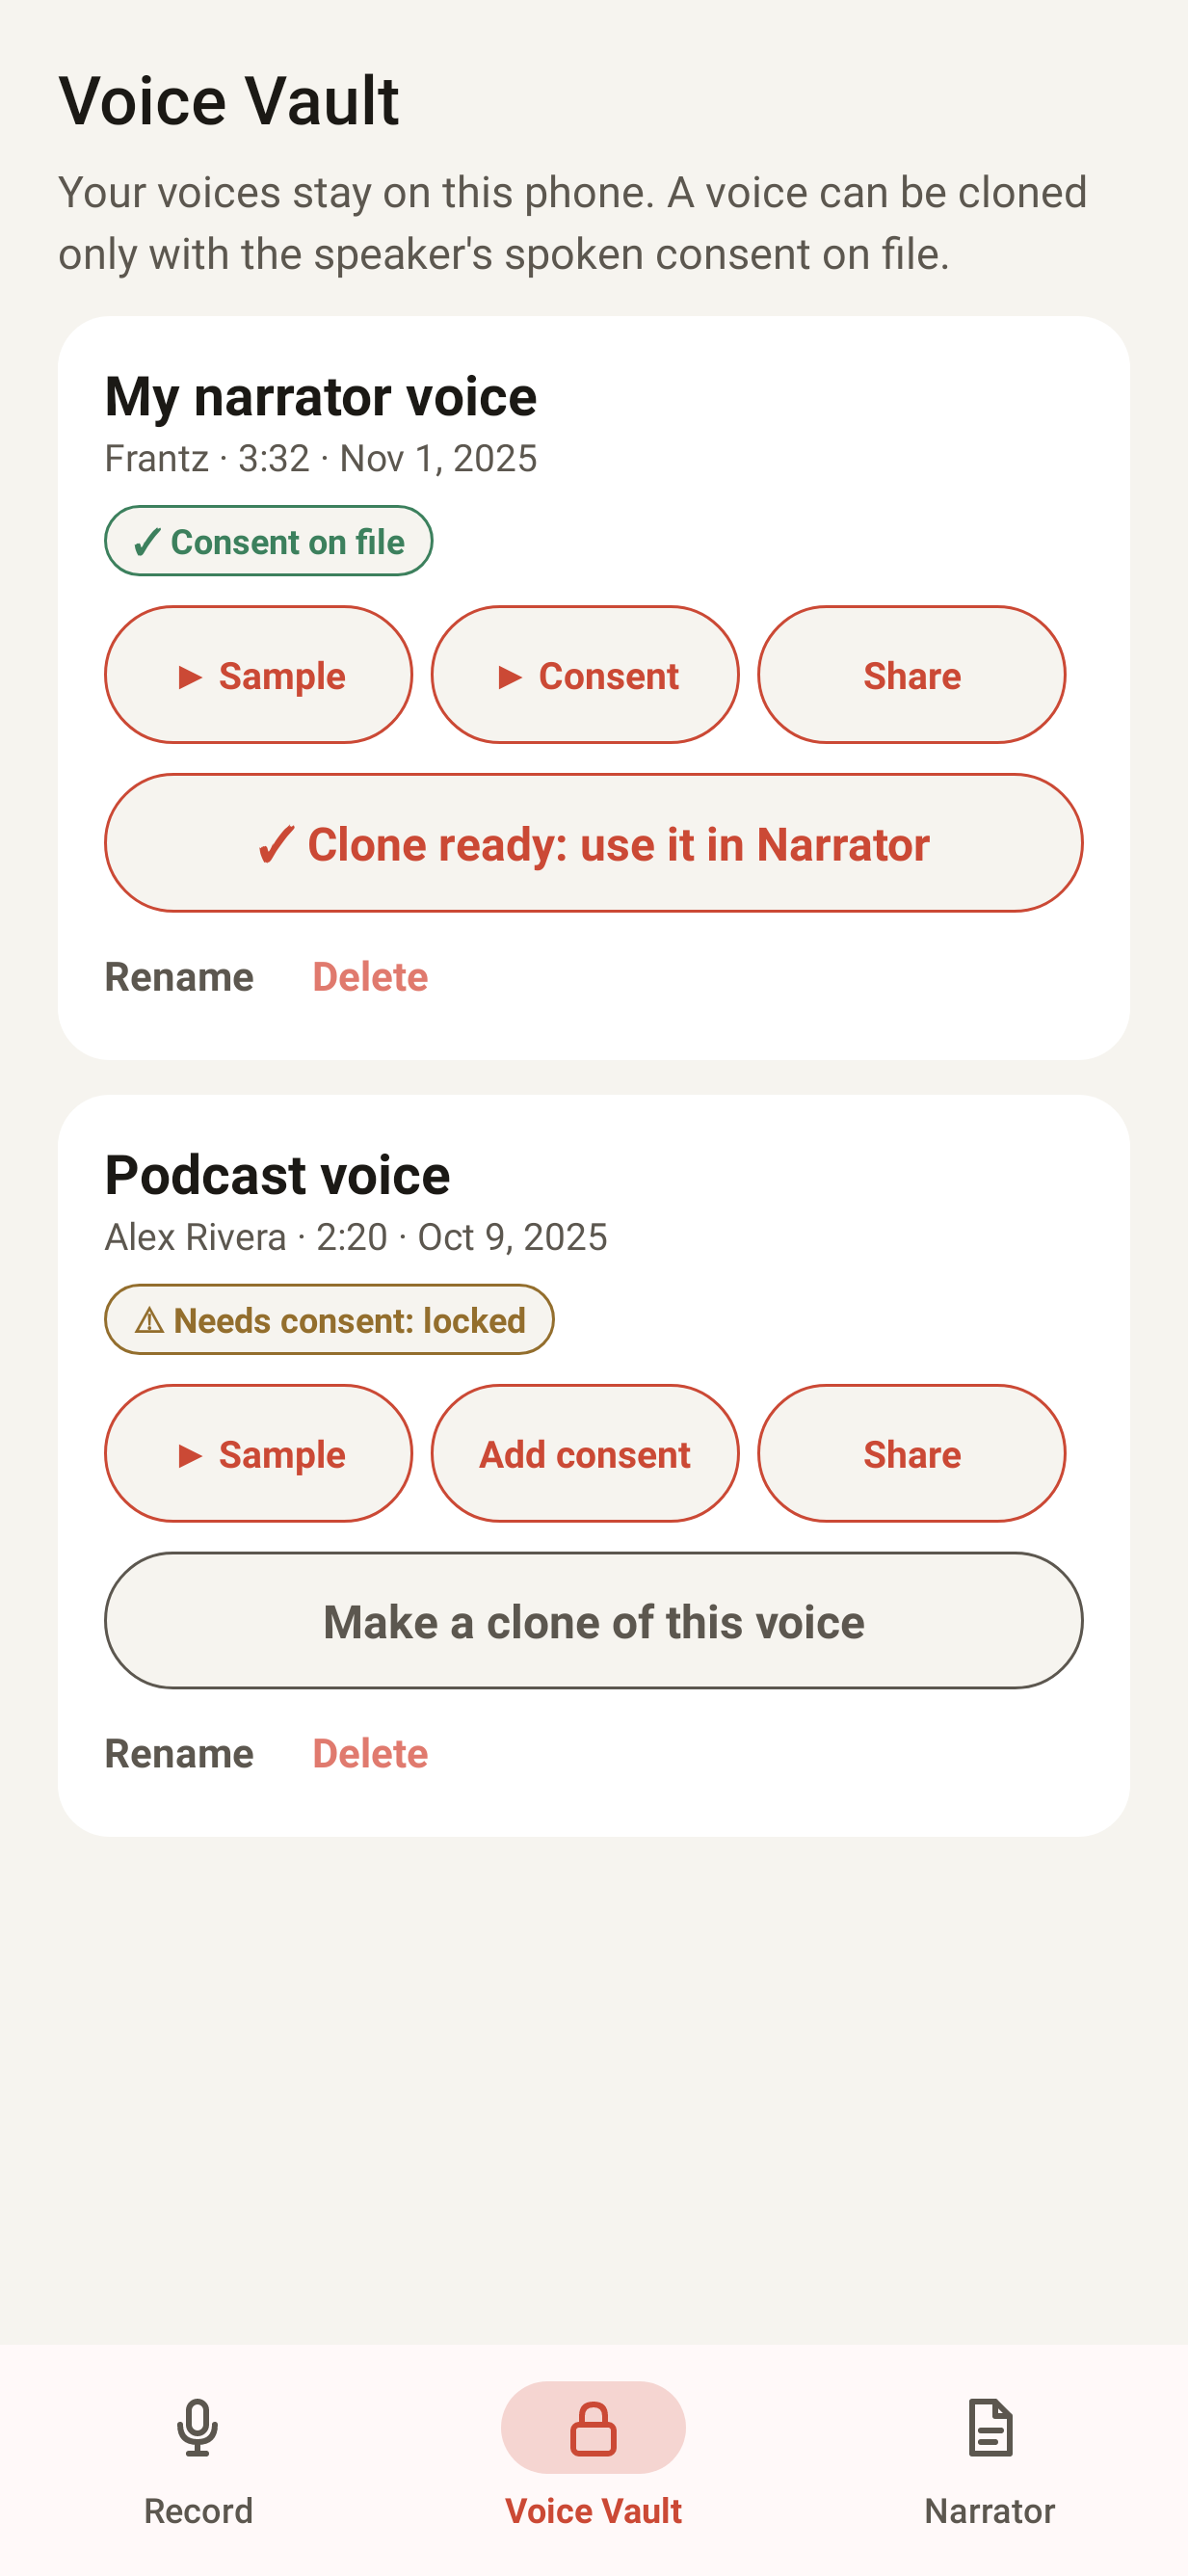 Voice Vault
Your voices stay on this phone. A voice can be cloned
only with the speaker's spoken consent on file.
My narrator voice
Frantz · 3:32 · Nov 1, 2025
✓ Consent on file
► Sample
► Consent
Share
✓ Clone ready: use it in Narrator
Rename
Delete
Podcast voice
Alex Rivera · 2:20 · Oct 9, 2025
⚠ Needs consent: locked
► Sample
Add consent
Share
Make a clone of this voice
Rename
Delete
Record
Voice Vault
Narrator